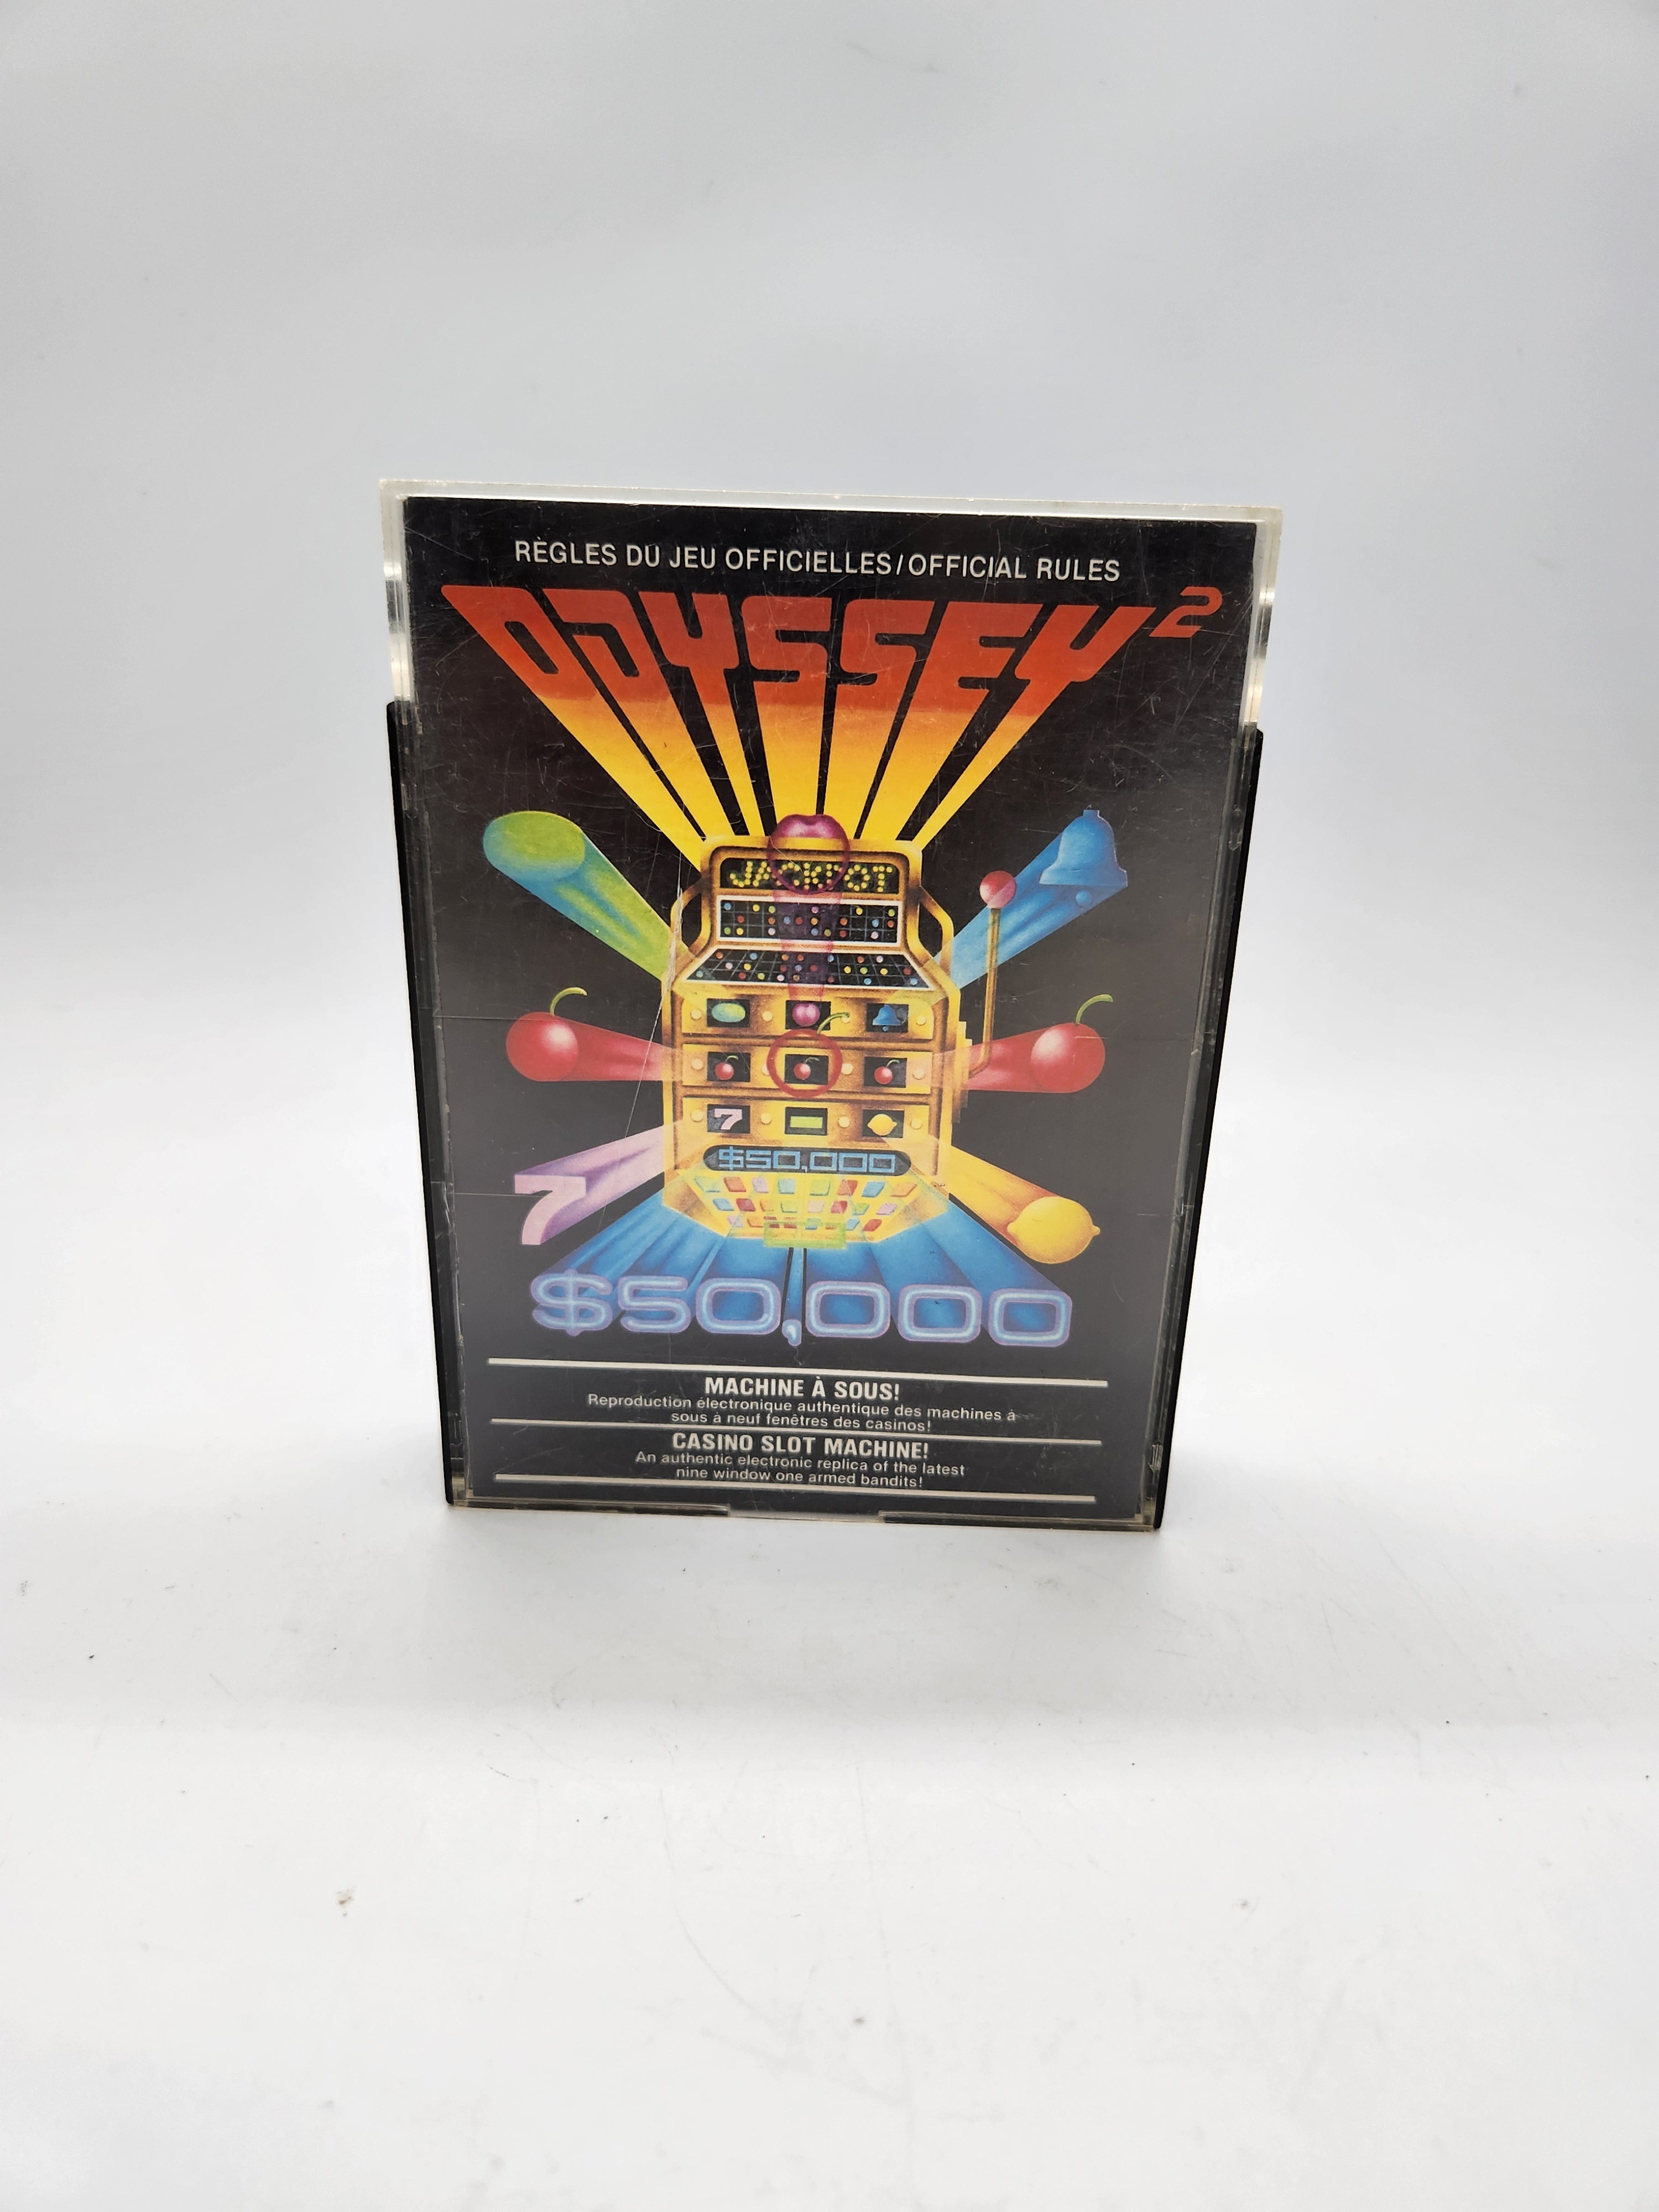 RÈGLES DU JEU OFFICIELLES/OFFICIAL RULES
ODYSSEY²
JACKPOT
7
$50,000
7
$50,000
MACHINE À SOUS!
Reproduction électronique authentique des machines à
sous à neuf fenêtres des casinos!
CASINO SLOT MACHINE!
An authentic electronic replica of the latest
nine window one armed bandits!